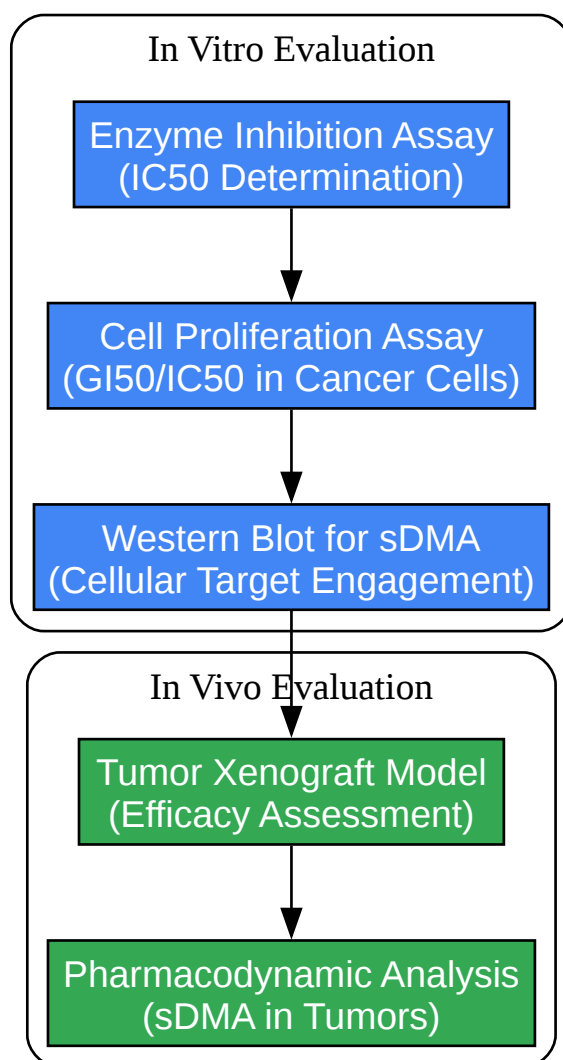 In Vitro Evaluation
Enzyme Inhibition Assay
(IC50 Determination)
Cell Proliferation Assay
(GI50/IC50 in Cancer Cells)
Western Blot for sDMA
(Cellular Target Engagement)
In Vivo Evaluation
Tumor Xenograft Model
(Efficacy Assessment)
Pharmacodynamic Analysis
(sDMA in Tumors)